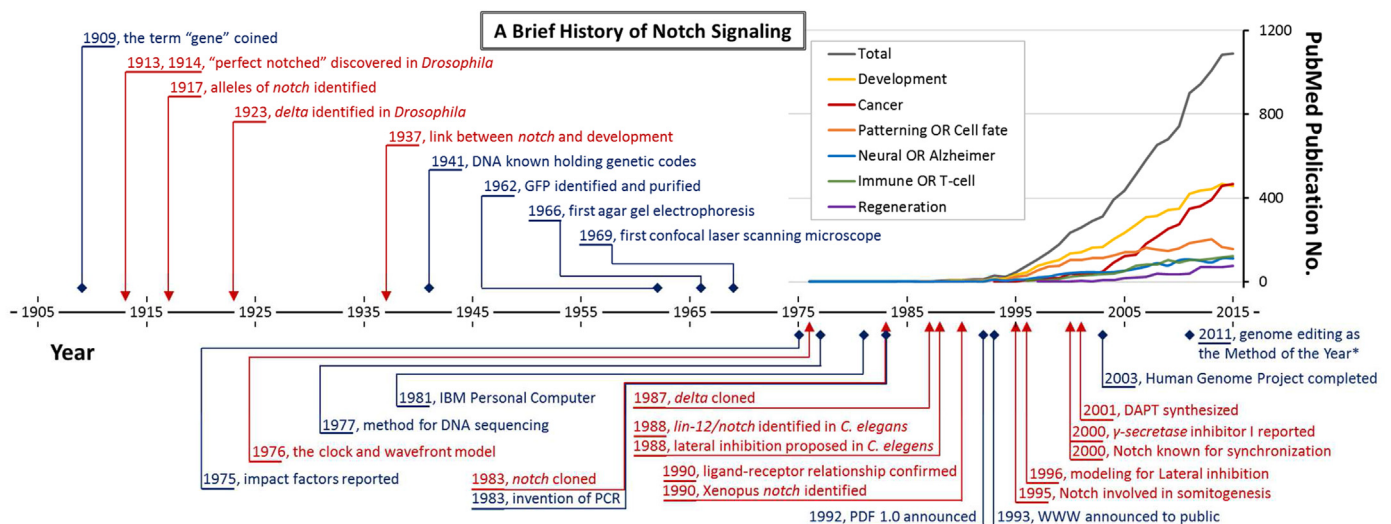 A Brief History of Notch Signaling
1909, the term “gene” coined
1913, 1914, “perfect notched” discovered in Drosophila
1917, alleles of notch identified
1923, delta identified in Drosophila
1937, link between notch and development
1941, DNA known holding genetic codes
1962, GFP identified and purified
1966, first agar gel electrophoresis
1969, first confocal laser scanning microscope
Total
Development
Cancer
Patterning OR Cell fate
Neural OR Alzheimer
Immune OR T-cell
Regeneration
1200
800
400
0
PubMed Publication No.
1905 1915 1925 1935 1945 1955 1965 1975 1985 1995 2005 2015
Year
2011, genome editing as
the Method of the Year*
2003, Human Genome Project completed
1981, IBM Personal Computer
1977, method for DNA sequencing
1976, the clock and wavefront model
1975, impact factors reported
1983, notch cloned
1983, invention of PCR
1987, delta cloned
1988, lin-12/notch identified in C. elegans
1988, lateral inhibition proposed in C. elegens
1990, ligand-receptor relationship confirmed
1990, Xenopus notch identified
1992, PDF 1.0 announced
1993, WWW announced to public
2001, DAPT synthesized
2000, γ-secretase inhibitor I reported
2000, Notch known for synchronization
1996, modeling for Lateral inhibition
1995, Notch involved in somitogenesis